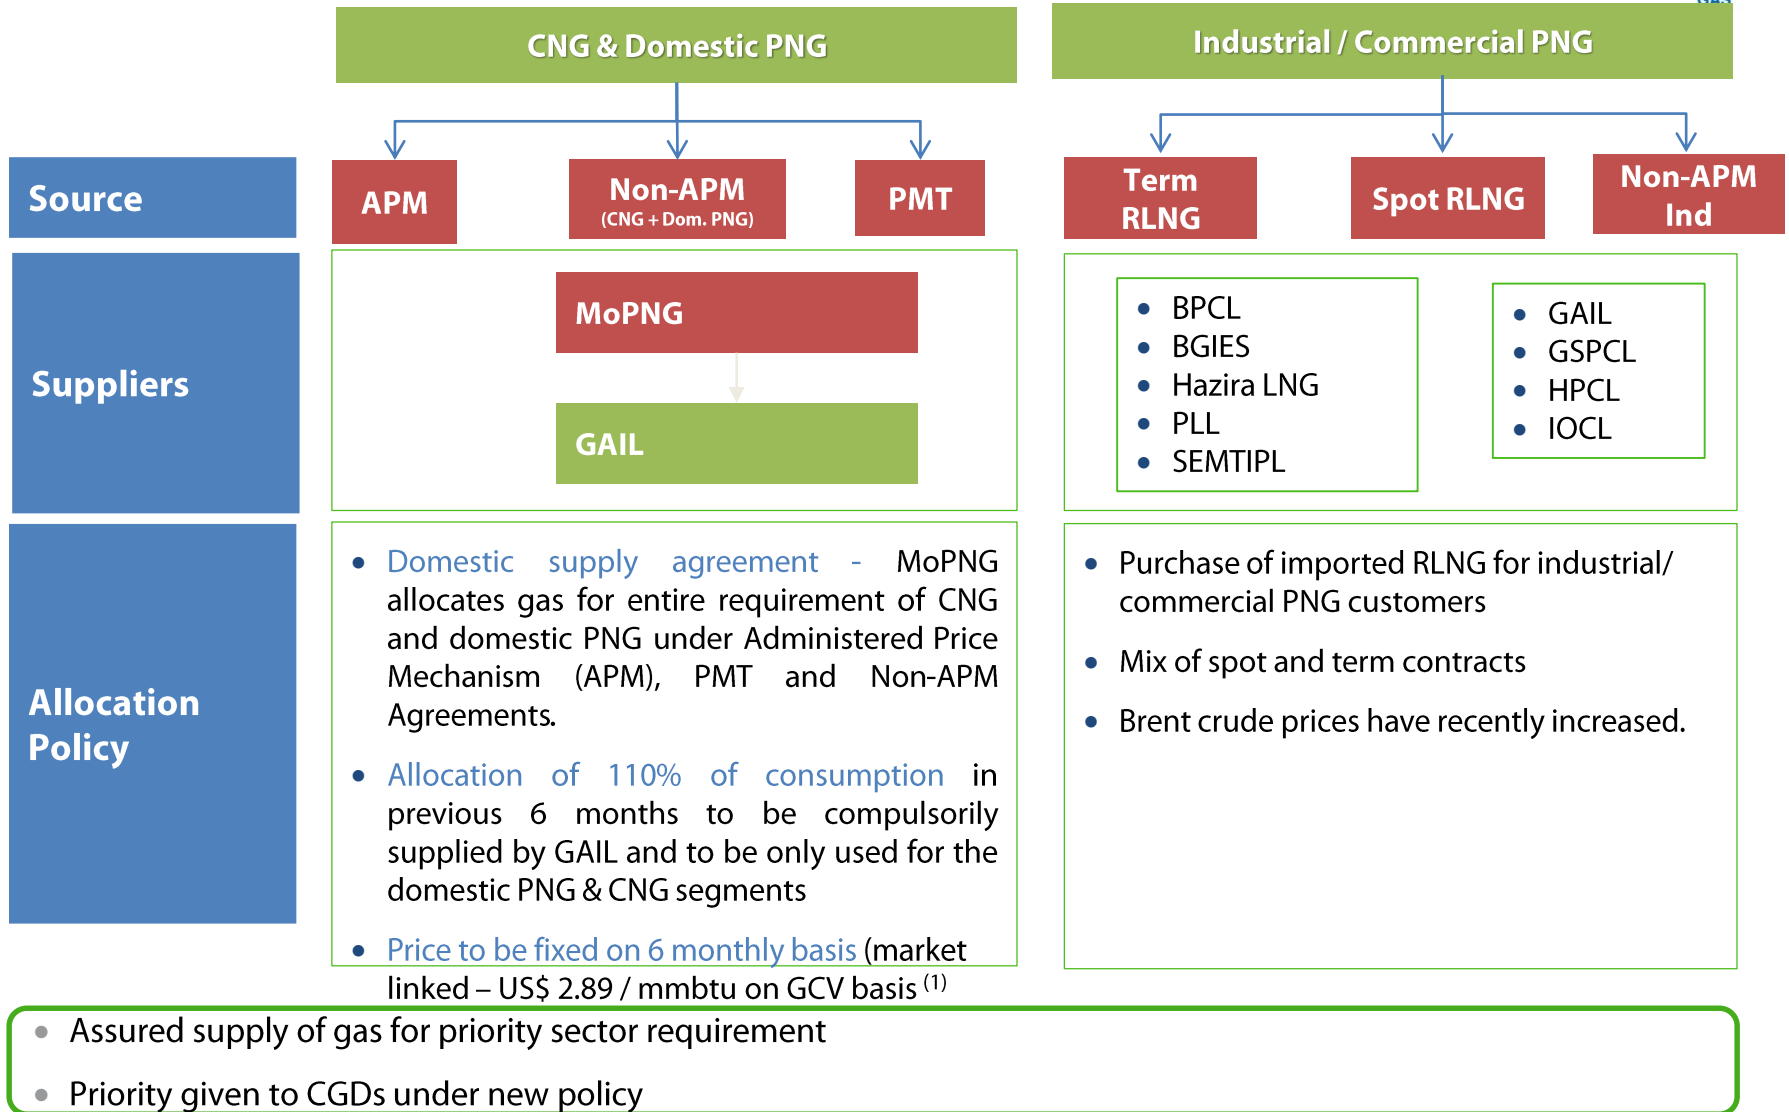 GAS
CNG & Domestic PNG
Industrial / Commercial PNG
Source
APM
Non-APM
(CNG + Dom. PNG)
PMT
Term
RLNG
Spot RLNG
Non-APM
Ind
Suppliers
MoPNG
GAIL
• BPCL
• BGIES
• Hazira LNG
• PLL
• SEMTIPL
• GAIL
• GSPCL
• HPCL
• IOCL
Allocation
Policy
• Domestic supply agreement - MoPNG
allocates gas for entire requirement of CNG
and domestic PNG under Administered Price
Mechanism (APM), PMT and Non-APM
Agreements.
• Allocation of 110% of consumption in
previous 6 months to be compulsorily
supplied by GAIL and to be only used for the
domestic PNG & CNG segments
• Price to be fixed on 6 monthly basis (market
linked – US$ 2.89 / mmbtu on GCV basis (1)
• Purchase of imported RLNG for industrial/
commercial PNG customers
• Mix of spot and term contracts
• Brent crude prices have recently increased.
• Assured supply of gas for priority sector requirement
• Priority given to CGDs under new policy